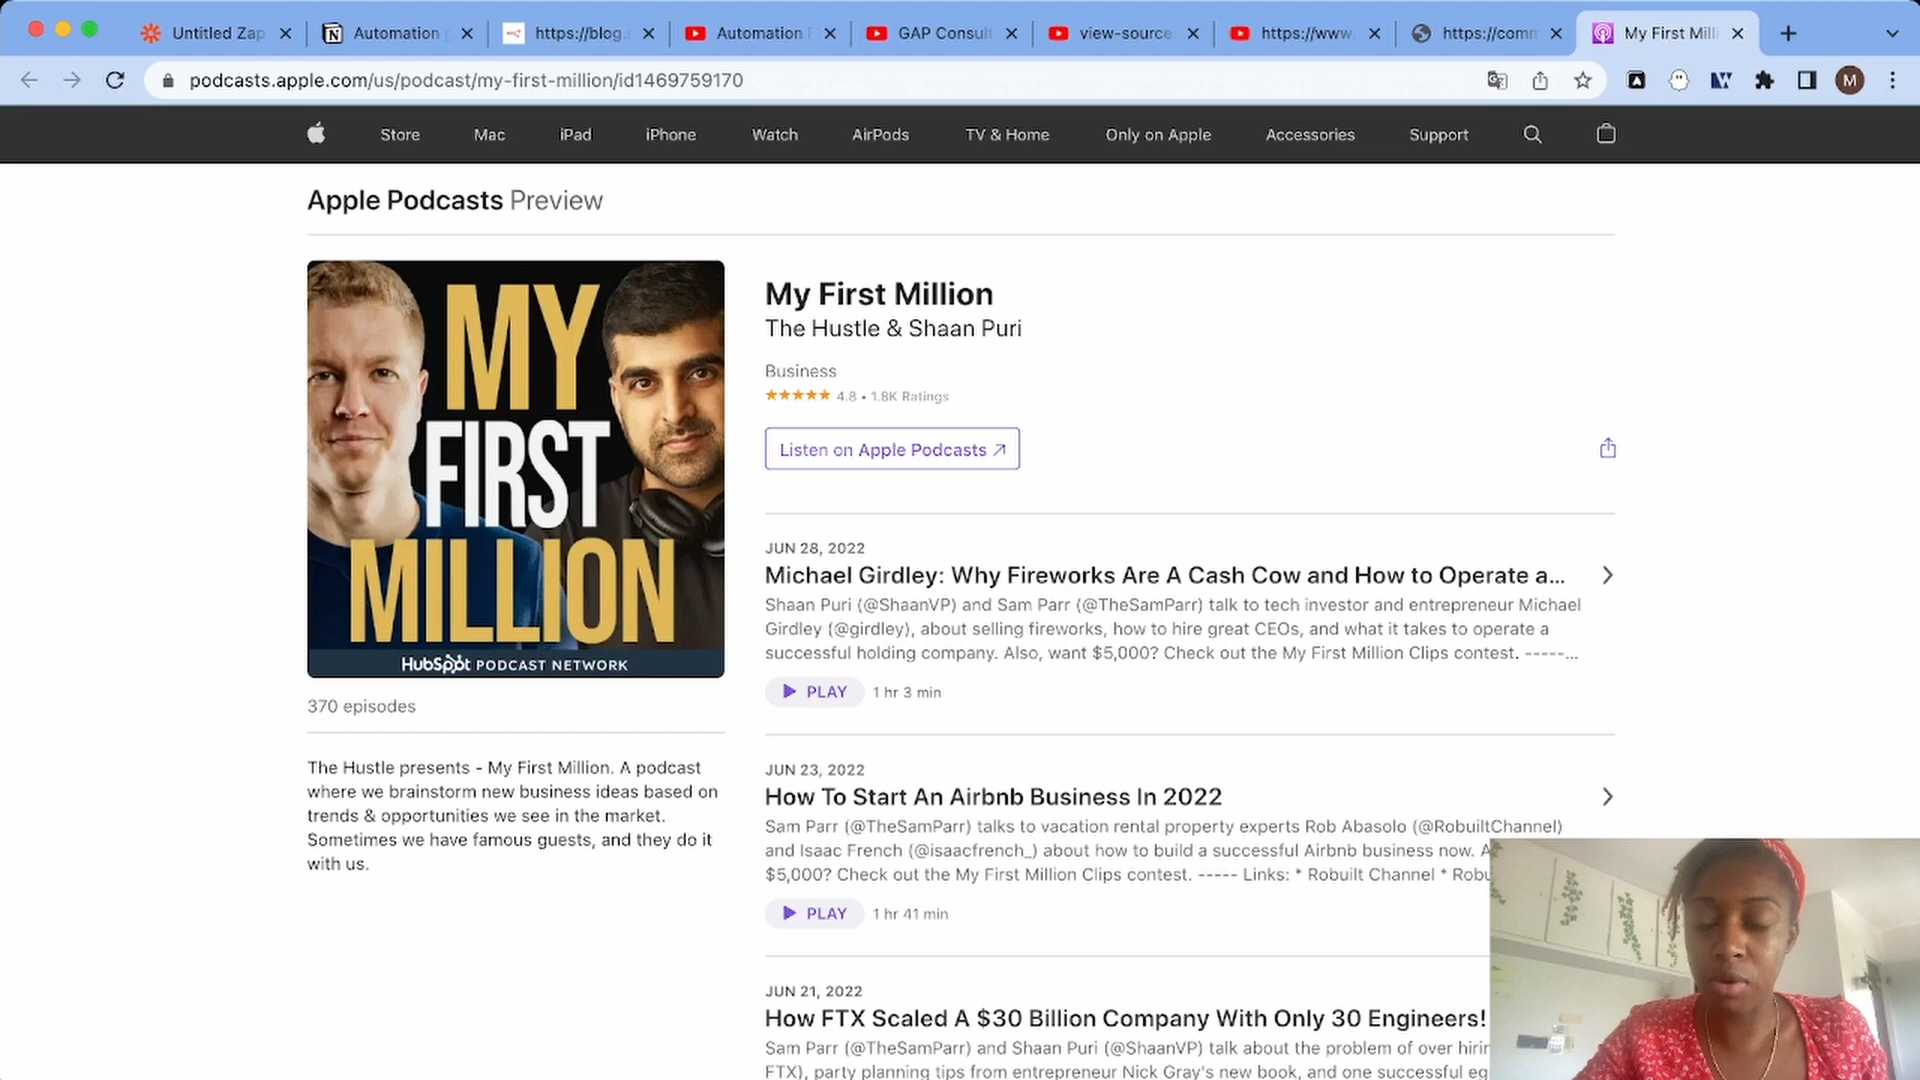 Untitled Zap
Automation
https://blog.
Automation
GAP Consult
view-source
https://www.
https://comm
My First Milli
podcasts.apple.com/us/podcast/my-first-million/id1469759170
M
Store
Mac
iPad
iPhone
Watch
AirPods
TV & Home
Only on Apple
Accessories
Support
Apple Podcasts Preview
MY
FIRST
MILLION
HubSpot PODCAST NETWORK
370 episodes
The Hustle presents - My First Million. A podcast
where we brainstorm new business ideas based on
trends & opportunities we see in the market.
Sometimes we have famous guests, and they do it
with us.
My First Million
The Hustle & Shaan Puri
Business
★★★★★ 4.8 • 1.8K Ratings
Listen on Apple Podcasts ↗
JUN 28, 2022
Michael Girdley: Why Fireworks Are A Cash Cow and How to Operate a...
Shaan Puri (@ShaanVP) and Sam Parr (@TheSamParr) talk to tech investor and entrepreneur Michael
Girdley (@girdley), about selling fireworks, how to hire great CEOs, and what it takes to operate a
successful holding company. Also, want $5,000? Check out the My First Million Clips contest. -----...
PLAY 1 hr 3 min
JUN 23, 2022
How To Start An Airbnb Business In 2022
Sam Parr (@TheSamParr) talks to vacation rental property experts Rob Abasolo (@RobuiltChannel)
and Isaac French (@isaacfrench_) about how to build a successful Airbnb business now. A
$5,000? Check out the My First Million Clips contest. ----- Links: * Robuilt Channel * Robu
PLAY 1 hr 41 min
JUN 21, 2022
How FTX Scaled A $30 Billion Company With Only 30 Engineers!
Sam Parr (@TheSamParr) and Shaan Puri (@ShaanVP) talk about the problem of over hirin
FTX), party planning tips from entrepreneur Nick Gray's new book, and one successful eg